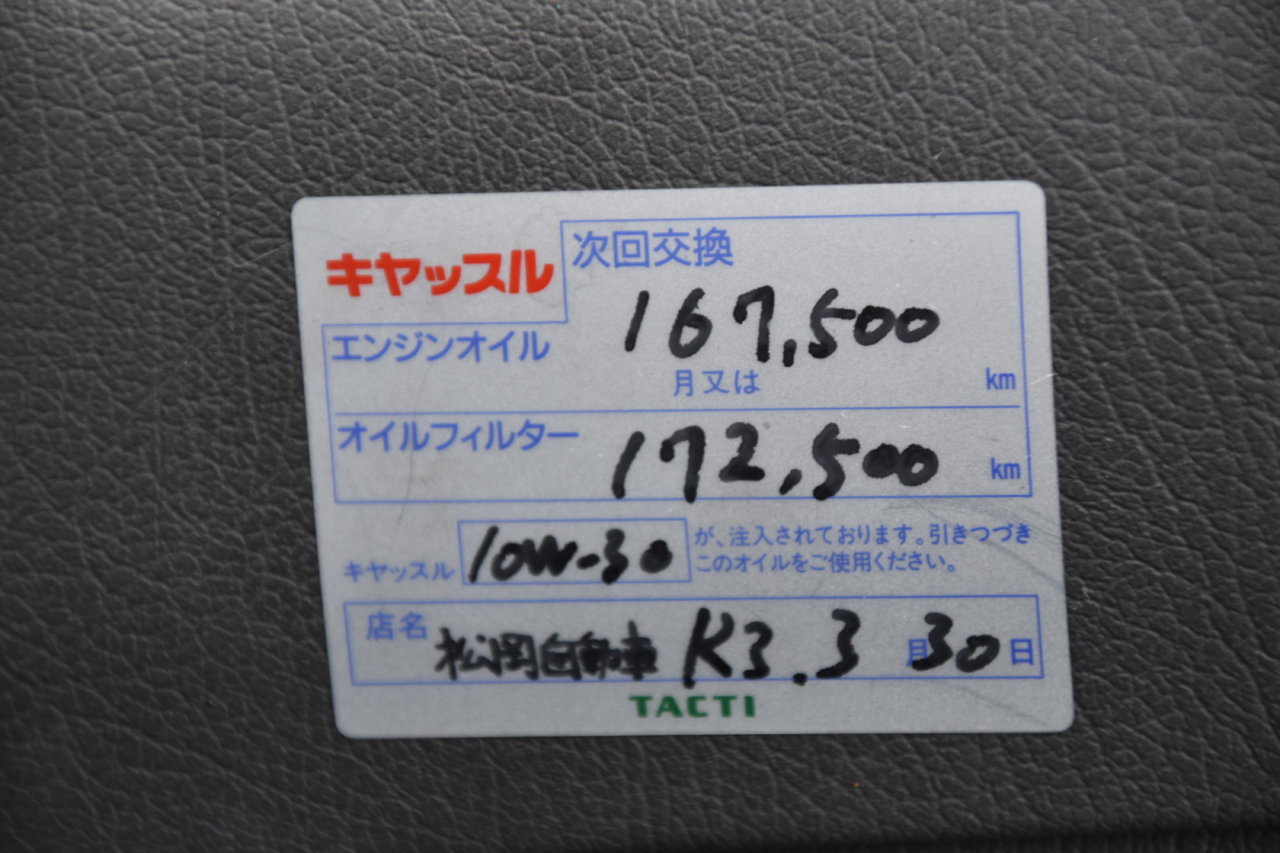 キャッスル
次回交換
エンジンオイル
167,500
月又は km
オイルフィルター
172,500 km
キャッスル 10W-30 が、注入されております。引きつづき
このオイルをご使用ください。
店名 松岡自動車 R3.3月30日
TACTI